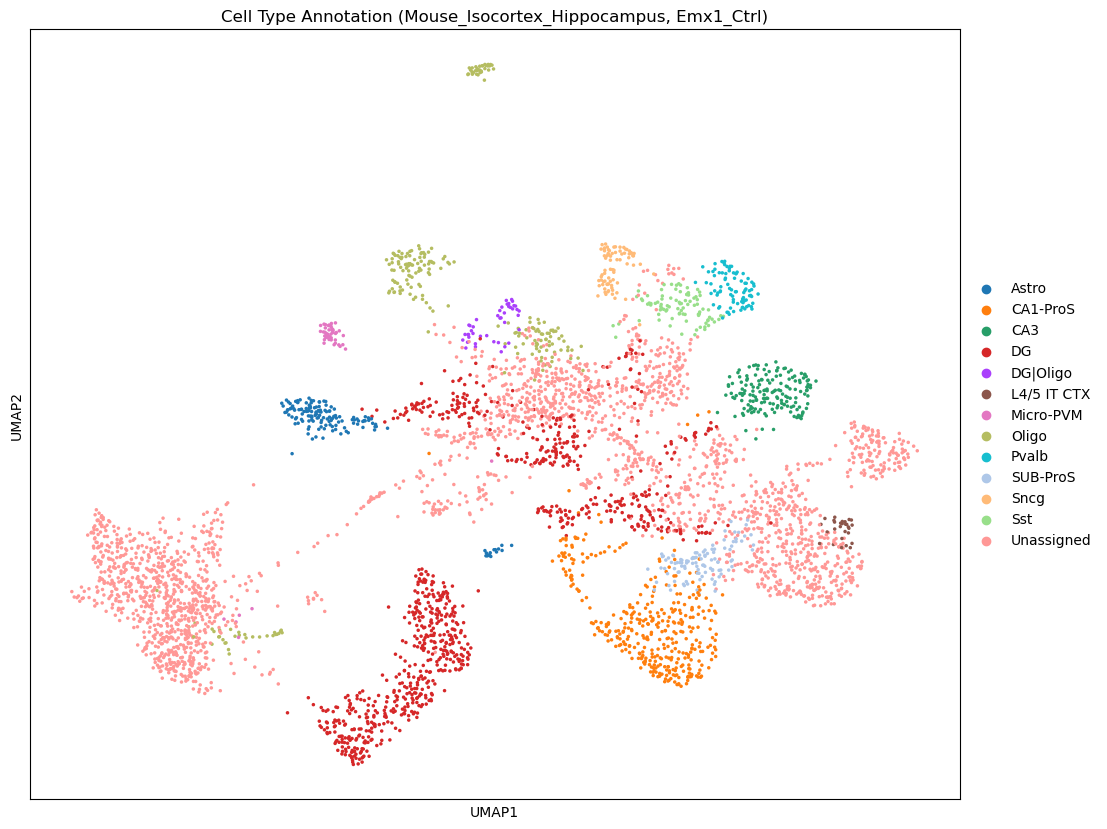 Cell Type Annotation (Mouse_Isocortex_Hippocampus, Emx1_Ctrl)
UMAP2
UMAP1
Astro
CA1-ProS
CA3
DG
DG|Oligo
L4/5 IT CTX
Micro-PVM
Oligo
Pvalb
SUB-ProS
Sncg
Sst
Unassigned